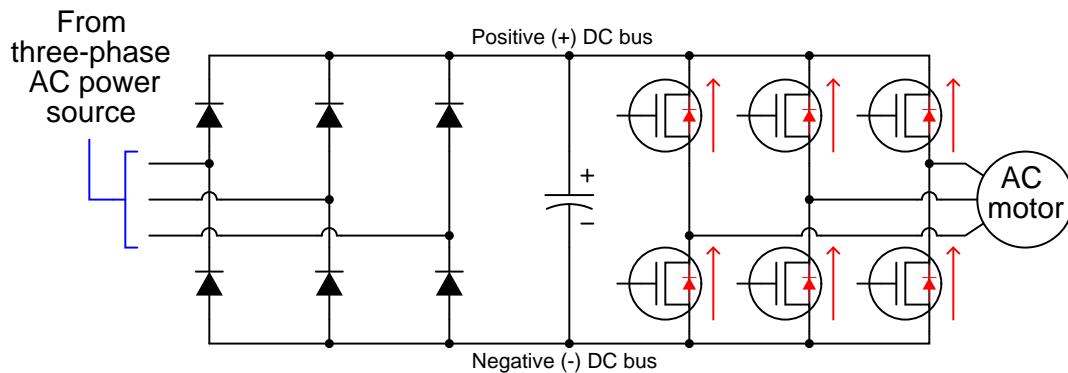 From
three-phase
AC power
source
Positive (+) DC bus
+
-
AC
motor
Negative (-) DC bus